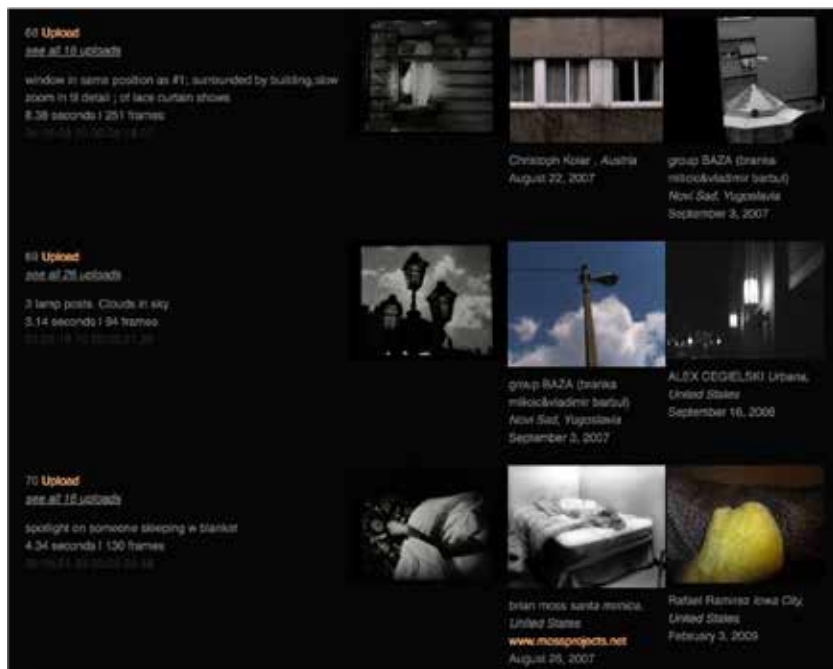 68 Upload
see all 18 uploads
window in same position as #1; surrounded by building; slow
zoom in til detail ; of lace curtain shows
8.38 seconds I 251 frames
Christoph Kolar , Austria
August 22, 2007
group BAZA (branka
milicic&vladimir barbul)
Novi Sad, Yugoslavia
September 3, 2007
69 Upload
see all 26 uploads
3 lamp posts. Clouds in sky
3.14 seconds I 94 frames
group BAZA (branka
milicic&vladimir barbul)
Novi Sad, Yugoslavia
September 3, 2007
ALEX CEGIELSKI Urbana,
United States
September 16, 2008
70 Upload
see all 16 uploads
spotlight on someone sleeping w blanket
4.34 seconds I 130 frames
brian moss santa monica,
United States
www.mossprojects.net
August 26, 2007
Rafael Ramirez Iowa City,
United States
February 3, 2009